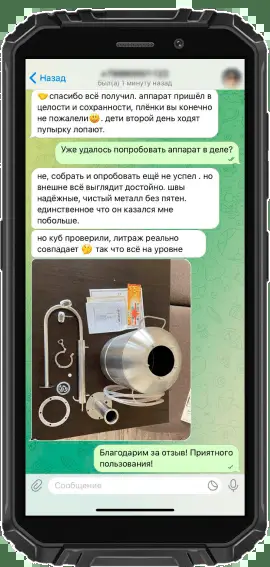 Назад
был(а) 1 минуту назад
🤝 спасибо всё получил. аппарат пришёл в
целости и сохранности, плёнки вы конечно
не пожалели😄. дети второй день ходят
пупырку лопают.
Уже удалось попробовать аппарат в деле?
не, собрать и опробовать ещё не успел . но
внешне всё выглядит достойно. швы
надёжные, чистый металл без пятен.
единственное что он казался мне
побольше.
но куб проверили, литраж реально
совпадает 🤔 так что всё на уровне
Благодарим за отзыв! Приятного
пользования!
Сообщение